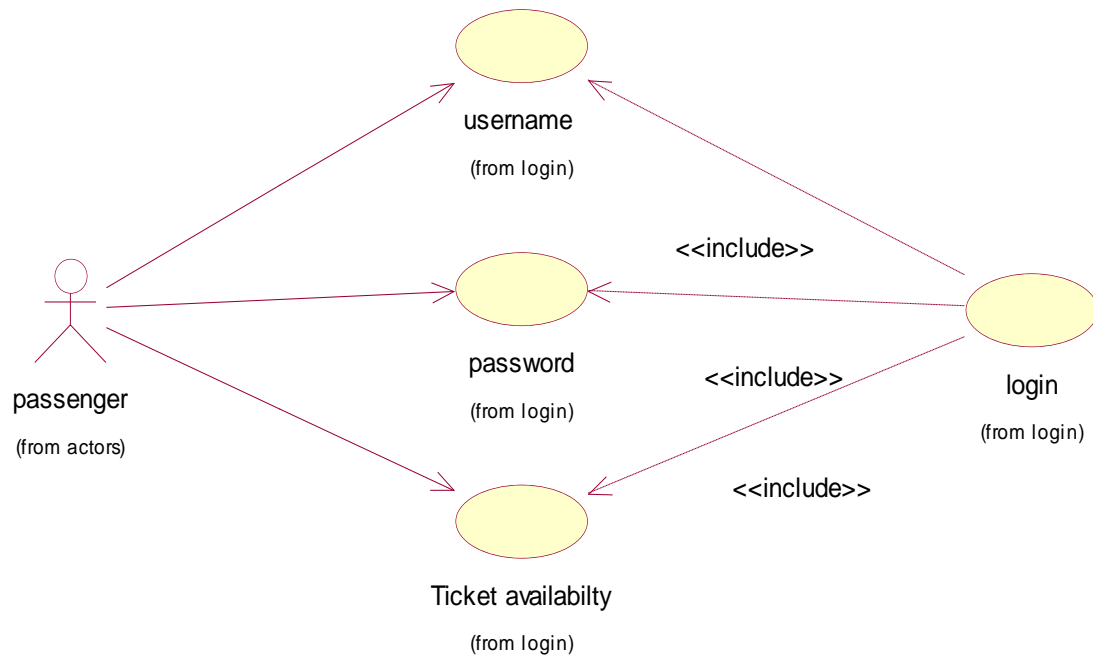 username
(from login)
<<include>>
password
(from login)
<<include>>
passenger
(from actors)
login
(from login)
<<include>>
Ticket availabilty
(from login)